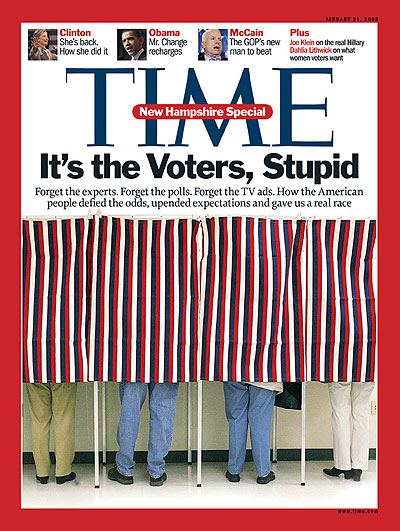 JANUARY 21, 2008
Clinton
She's back.
How she did it
Obama
Mr. Change
recharges
McCain
The GOP's new
man to beat
Plus
Joe Klein on the real Hillary
Dahlia Lithwick on what
women voters want
TIME
New Hampshire Special
It's the Voters, Stupid
Forget the experts. Forget the polls. Forget the TV ads. How the American
people defied the odds, upended expectations and gave us a real race
www.time.com